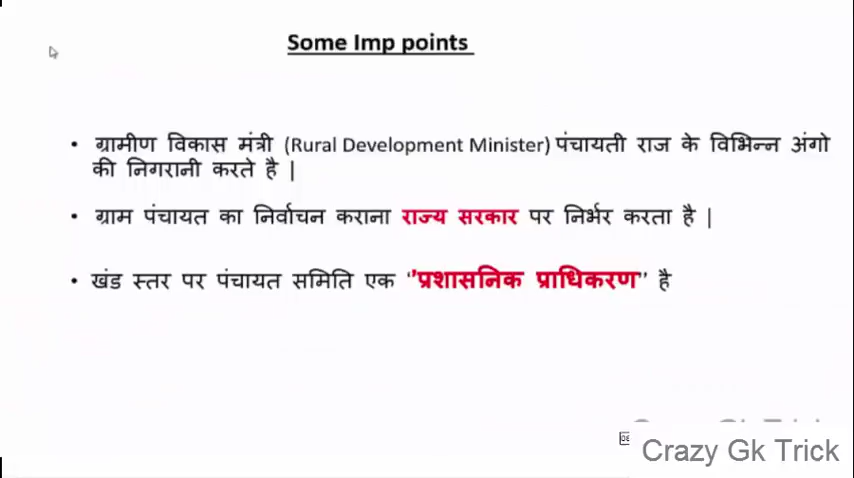 Some Imp points
• ग्रामीण विकास मंत्री (Rural Development Minister) पंचायती राज के विभिन्न अंगो
की निगरानी करते है |
• ग्राम पंचायत का निर्वाचन कराना राज्य सरकार पर निर्भर करता है |
• खंड स्तर पर पंचायत समिति एक ‘’प्रशासनिक प्राधिकरण’’ है
Crazy Gk Trick